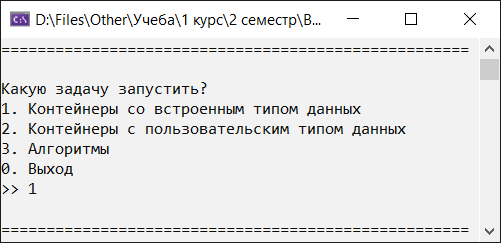 D:\Files\Other\Учеба\1 курс\2 семестр\В...
====================================================
Какую задачу запустить?
1. Контейнеры со встроенным типом данных
2. Контейнеры с пользовательским типом данных
3. Алгоритмы
0. Выход
>> 1
====================================================